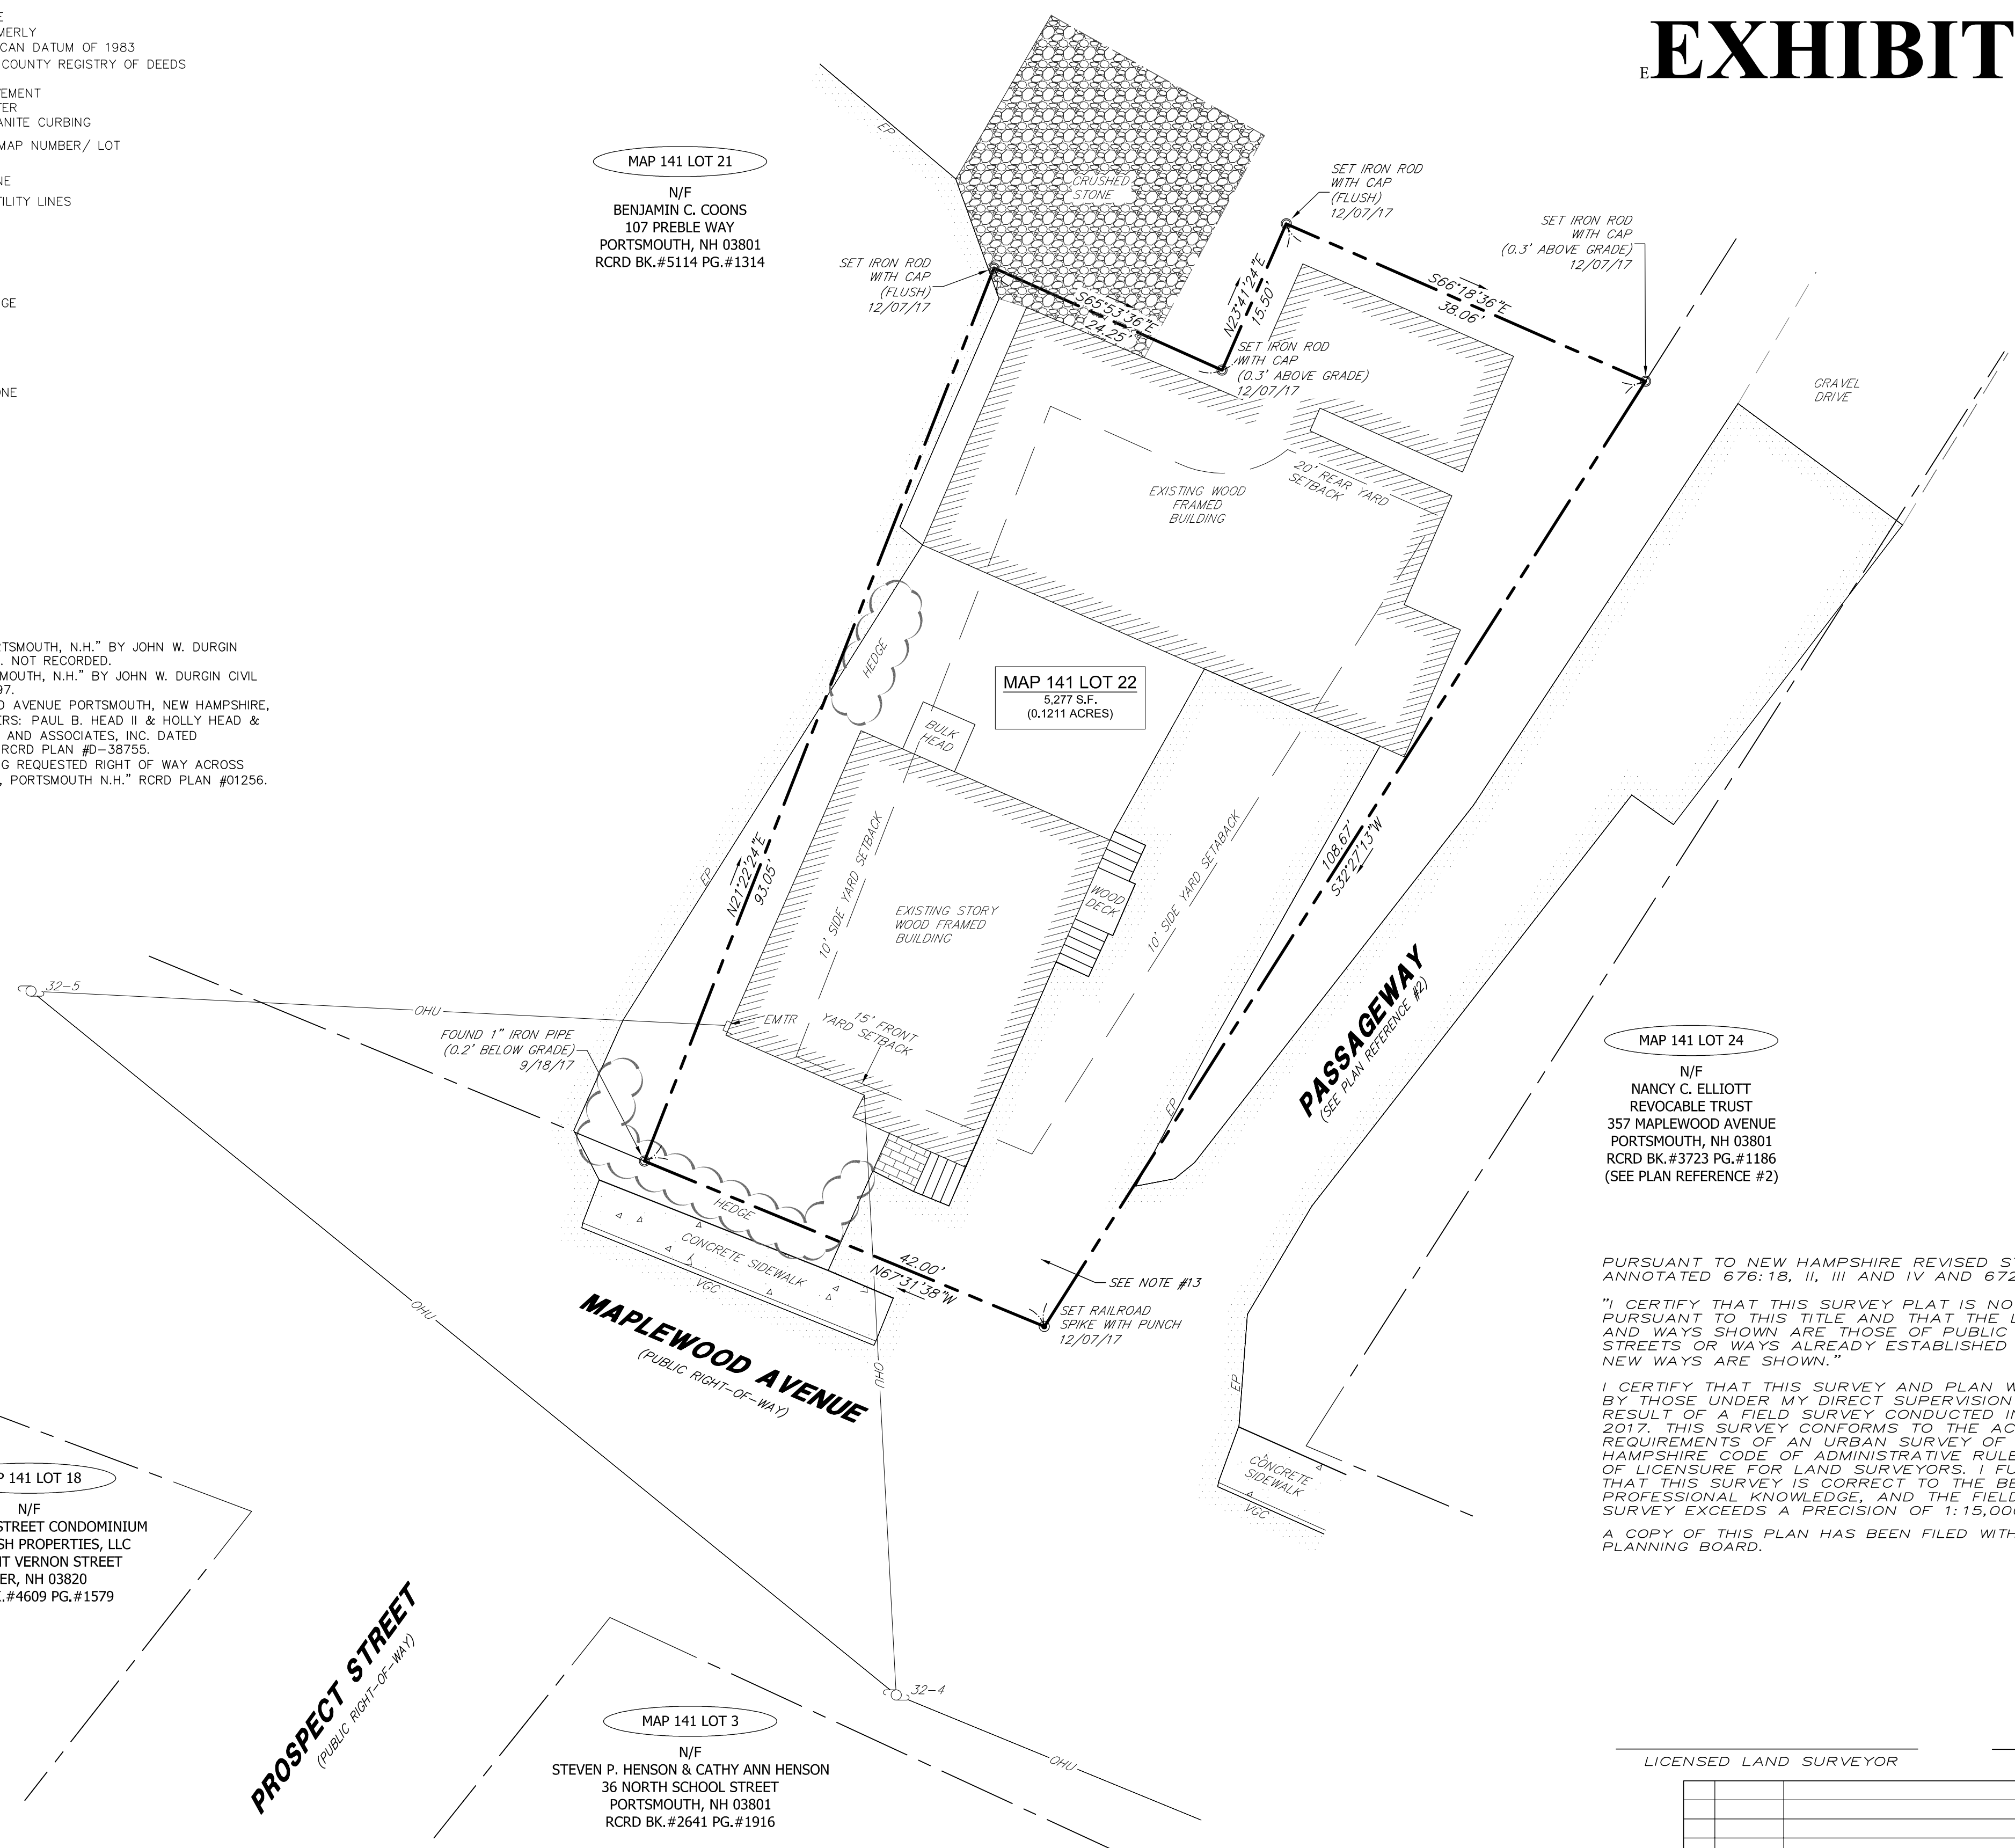 E
MERLY
CAN DATUM OF 1983
COUNTY REGISTRY OF DEEDS
EMENT
TER
ANITE CURBING
MAP NUMBER/ LOT
NE
TILITY LINES
GE
ONE
RTSMOUTH, N.H." BY JOHN W. DURGIN
. NOT RECORDED.
SMOUTH, N.H." BY JOHN W. DURGIN CIVIL
97.
D AVENUE PORTSMOUTH, NEW HAMPSHIRE,
ERS: PAUL B. HEAD II & HOLLY HEAD &
AND ASSOCIATES, INC. DATED
RCRD PLAN #D-38755.
G REQUESTED RIGHT OF WAY ACROSS
, PORTSMOUTH N.H." RCRD PLAN #01256.
E EXHIBIT
MAP 141 LOT 21
N/F
BENJAMIN C. COONS
107 PREBLE WAY
PORTSMOUTH, NH 03801
RCRD BK.#5114 PG.#1314
EP
CRUSHED
STONE
SET IRON ROD
WITH CAP
(FLUSH)
12/07/17
SET IRON ROD
WITH CAP
(0.3' ABOVE GRADE)
12/07/17
SET IRON ROD
WITH CAP
(FLUSH)
12/07/17
S65°53'36"E
24.25'
N23°41'24"E
15.50'
S66°18'36"E
38.06'
SET IRON ROD
WITH CAP
(0.3' ABOVE GRADE)
12/07/17
GRAVEL
DRIVE
EXISTING WOOD
FRAMED
BUILDING
20' REAR YARD
SETBACK
HEDGE
MAP 141 LOT 22
5,277 S.F.
(0.1211 ACRES)
BULK
HEAD
N21°22'24"E
93.05'
EP
10' SIDE YARD SETBACK
EXISTING STORY
WOOD FRAMED
BUILDING
WOOD
DECK
10' SIDE YARD SETABACK
108.67'
S32°27'13"W
PASSAGEWAY
(SEE PLAN REFERENCE #2)
32-5
OHU
EMTR
15' FRONT
YARD SETBACK
FOUND 1" IRON PIPE
(0.2' BELOW GRADE)
9/18/17
EP
MAP 141 LOT 24
N/F
NANCY C. ELLIOTT
REVOCABLE TRUST
357 MAPLEWOOD AVENUE
PORTSMOUTH, NH 03801
RCRD BK.#3723 PG.#1186
(SEE PLAN REFERENCE #2)
HEDGE
CONCRETE SIDEWALK
VGC
42.00'
N67°31'38"W
SEE NOTE #13
SET RAILROAD
SPIKE WITH PUNCH
12/07/17
MAPLEWOOD AVENUE
(PUBLIC RIGHT-OF-WAY)
OHU
OHU
EP
CONCRETE
SIDEWALK
VGC
PURSUANT TO NEW HAMPSHIRE REVISED ST
ANNOTATED 676:18, II, III AND IV AND 672
"I CERTIFY THAT THIS SURVEY PLAT IS NO
PURSUANT TO THIS TITLE AND THAT THE L
AND WAYS SHOWN ARE THOSE OF PUBLIC
STREETS OR WAYS ALREADY ESTABLISHED
NEW WAYS ARE SHOWN."
I CERTIFY THAT THIS SURVEY AND PLAN W
BY THOSE UNDER MY DIRECT SUPERVISION
RESULT OF A FIELD SURVEY CONDUCTED IN
2017. THIS SURVEY CONFORMS TO THE AC
REQUIREMENTS OF AN URBAN SURVEY OF
HAMPSHIRE CODE OF ADMINISTRATIVE RULE
OF LICENSURE FOR LAND SURVEYORS. I FU
THAT THIS SURVEY IS CORRECT TO THE BE
PROFESSIONAL KNOWLEDGE, AND THE FIELD
SURVEY EXCEEDS A PRECISION OF 1:15,00
A COPY OF THIS PLAN HAS BEEN FILED WITH
PLANNING BOARD.
P 141 LOT 18
N/F
STREET CONDOMINIUM
SH PROPERTIES, LLC
NT VERNON STREET
ER, NH 03820
.#4609 PG.#1579
PROSPECT STREET
(PUBLIC RIGHT-OF-WAY)
MAP 141 LOT 3
N/F
STEVEN P. HENSON & CATHY ANN HENSON
36 NORTH SCHOOL STREET
PORTSMOUTH, NH 03801
RCRD BK.#2641 PG.#1916
32-4
OHU
LICENSED LAND SURVEYOR